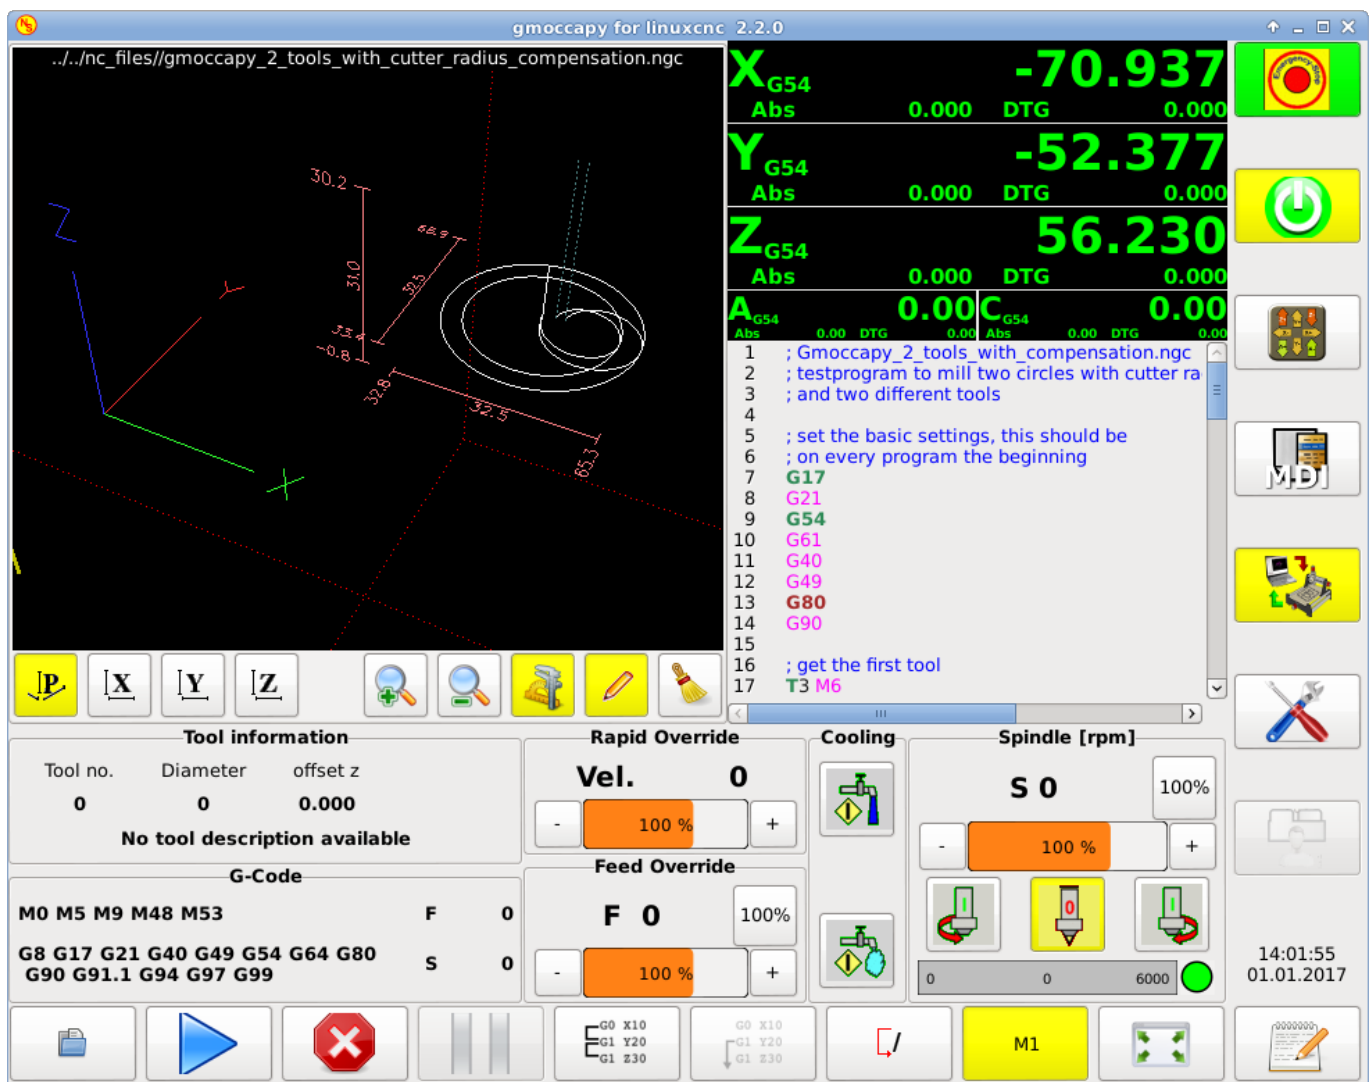 gmoccapy for linuxcnc 2.2.0
../../nc_files//gmoccapy_2_tools_with_cutter_radius_compensation.ngc
30.2
66.9
31.0
32.5
33.4
-0.8
32.8
32.5
65.3
Z
Y
X
X G54 -70.937
Abs 0.000 DTG 0.000
Y G54 -52.377
Abs 0.000 DTG 0.000
Z G54 56.230
Abs 0.000 DTG 0.000
A G54 0.00 C G54 0.00
Abs 0.00 DTG 0.00 Abs 0.00 DTG 0.00
1 ; Gmoccapy_2_tools_with_compensation.ngc
2 ; testprogram to mill two circles with cutter ra
3 ; and two different tools
4
5 ; set the basic settings, this should be
6 ; on every program the beginning
7 G17
8 G21
9 G54
10 G61
11 G40
12 G49
13 G80
14 G90
15
16 ; get the first tool
17 T3 M6
Emergency-Stop
MDI
P X Y Z
Tool information
Tool no. Diameter offset z
0 0 0.000
No tool description available
G-Code
M0 M5 M9 M48 M53 F 0
G8 G17 G21 G40 G49 G54 G64 G80
G90 G91.1 G94 G97 G99
S 0
Rapid Override
Vel. 0
- 100 % +
Feed Override
F 0 100%
- 100 % +
Cooling
Spindle [rpm]
S 0 100%
- 100 % +
I 0 I
0 0 6000
14:01:55
01.01.2017
G0 X10
G1 Y20
G1 Z30
G0 X10
G1 Y20
G1 Z30
M1